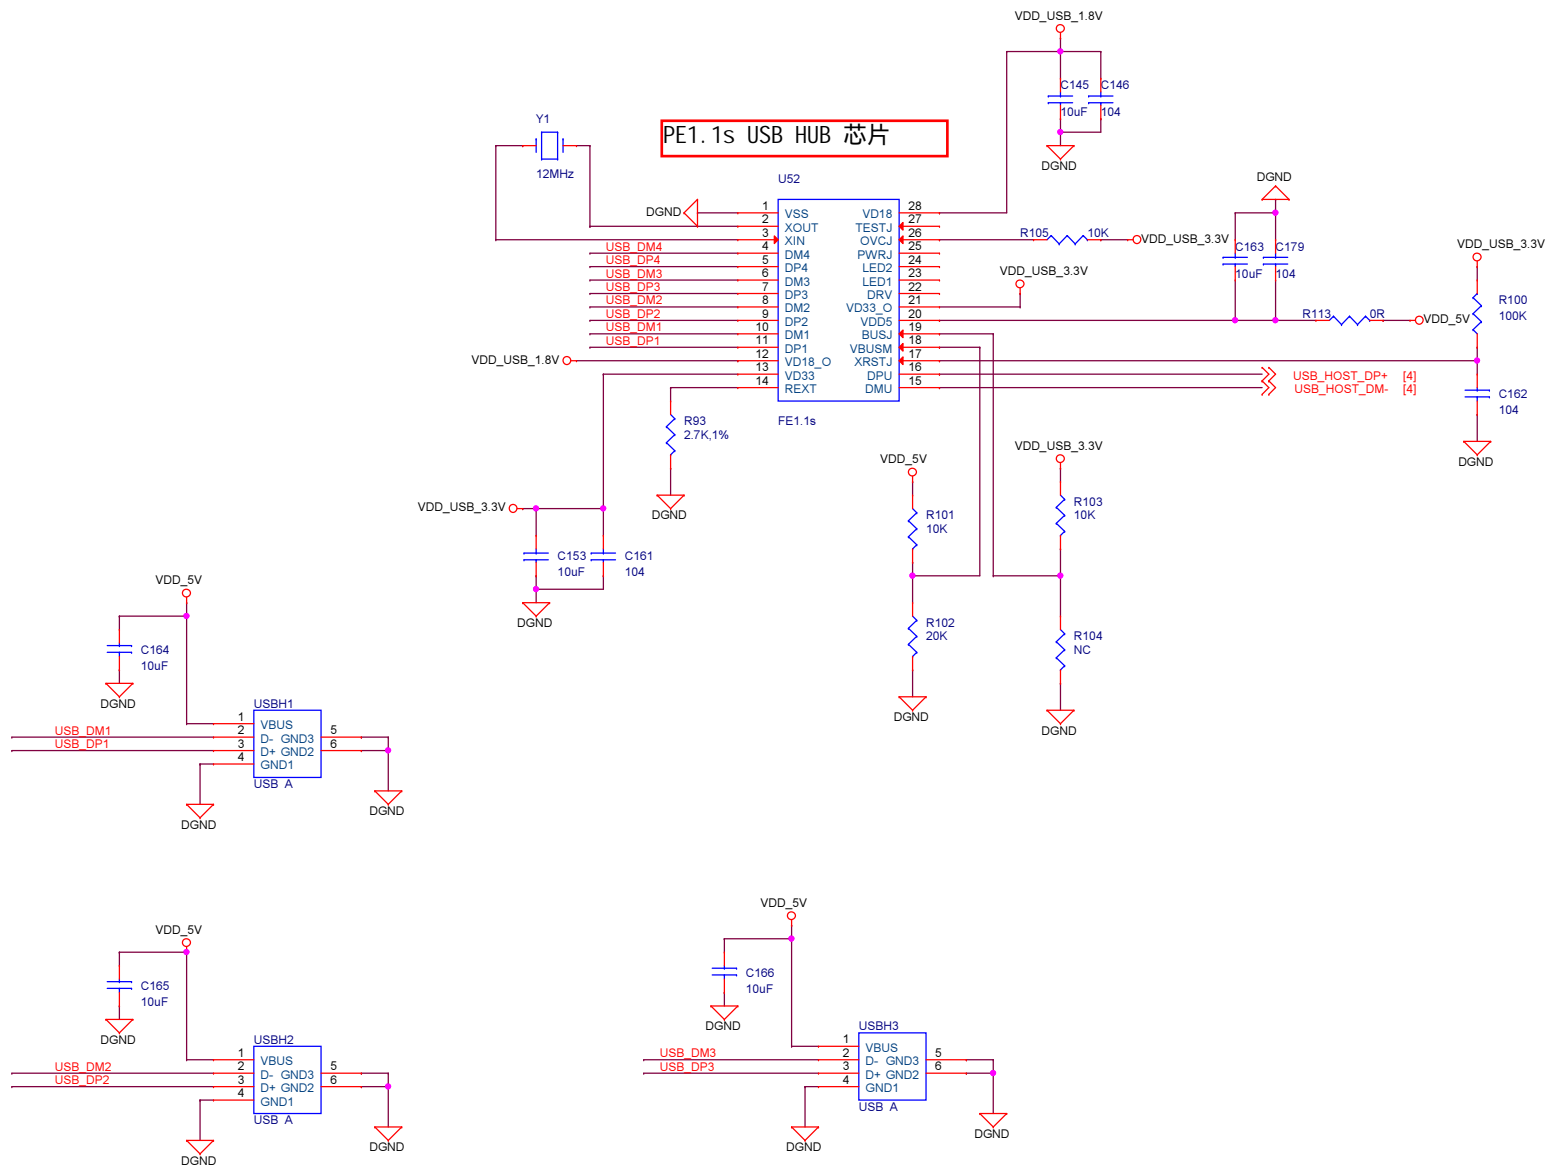 VDD_USB_1.8V
C145
10uF
C146
104
DGND
Y1
12MHz
PE1.1s USB HUB 芯片
U52
DGND
1 VSS
2 XOUT
3 XIN
USB_DM4 4 DM4
USB_DP4 5 DP4
USB_DM3 6 DM3
USB_DP3 7 DP3
USB_DM2 8 DM2
USB_DP2 9 DP2
USB_DM1 10 DM1
USB_DP1 11 DP1
VDD_USB_1.8V 12 VD18_O
13 VD33
14 REXT
VD18 28
TESTJ 27
OVCJ 26
PWRJ 25
LED2 24
LED1 23
DRV 22
VD33_O 21
VDD5 20
BUSJ 19
VBUSM 18
XRSTJ 17
DPU 16
DMU 15
FE1.1s
R105 10K VDD_USB_3.3V
VDD_USB_3.3V
DGND
C163
10uF
C179
104
R113 0R VDD_5V
VDD_USB_3.3V
R100
100K
USB_HOST_DP+ [4]
USB_HOST_DM- [4]
C162
104
DGND
R93
2.7K,1%
DGND
VDD_USB_3.3V
C153
10uF
C161
104
DGND
VDD_5V
R101
10K
R102
20K
DGND
VDD_USB_3.3V
R103
10K
R104
NC
DGND
VDD_5V
C164
10uF
DGND
USBH1
1 VBUS
USB_DM1 2 D- GND3 5
USB_DP1 3 D+ GND2 6
4 GND1
USB A
DGND
DGND
VDD_5V
C165
10uF
DGND
USBH2
1 VBUS
USB_DM2 2 D- GND3 5
USB_DP2 3 D+ GND2 6
4 GND1
USB A
DGND
DGND
VDD_5V
C166
10uF
DGND
USBH3
1 VBUS
USB_DM3 2 D- GND3 5
USB_DP3 3 D+ GND2 6
4 GND1
USB A
DGND
DGND